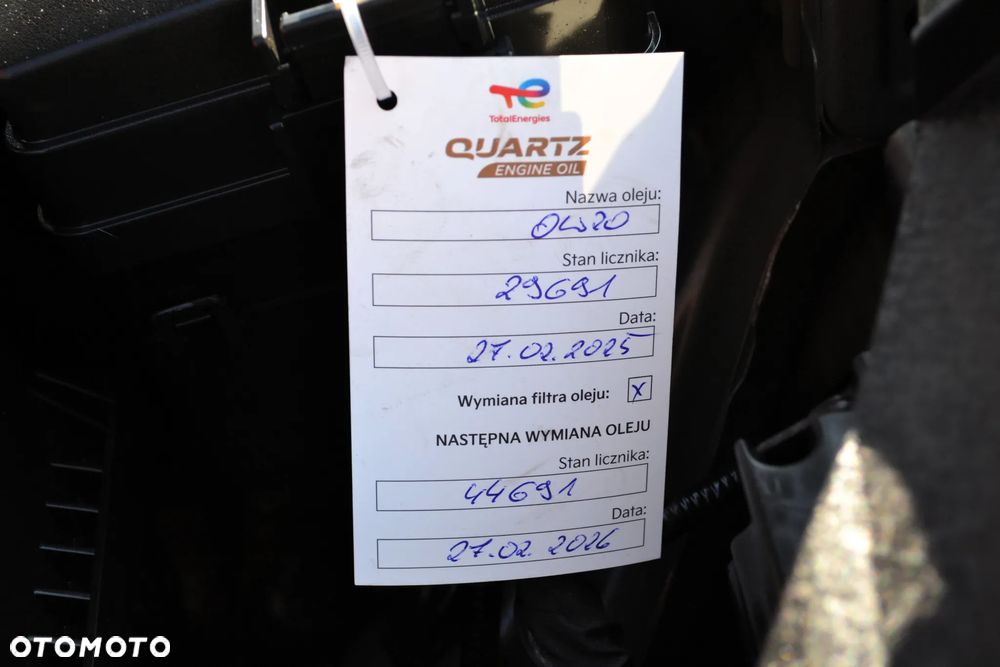 TotalEnergies
QUARTZ
ENGINE OIL
Nazwa oleju:
0W20
Stan licznika:
29691
Data:
27.02.2025
Wymiana filtra oleju: X
NASTĘPNA WYMIANA OLEJU
Stan licznika:
44691
Data:
27.02.2026
OTOMOTO